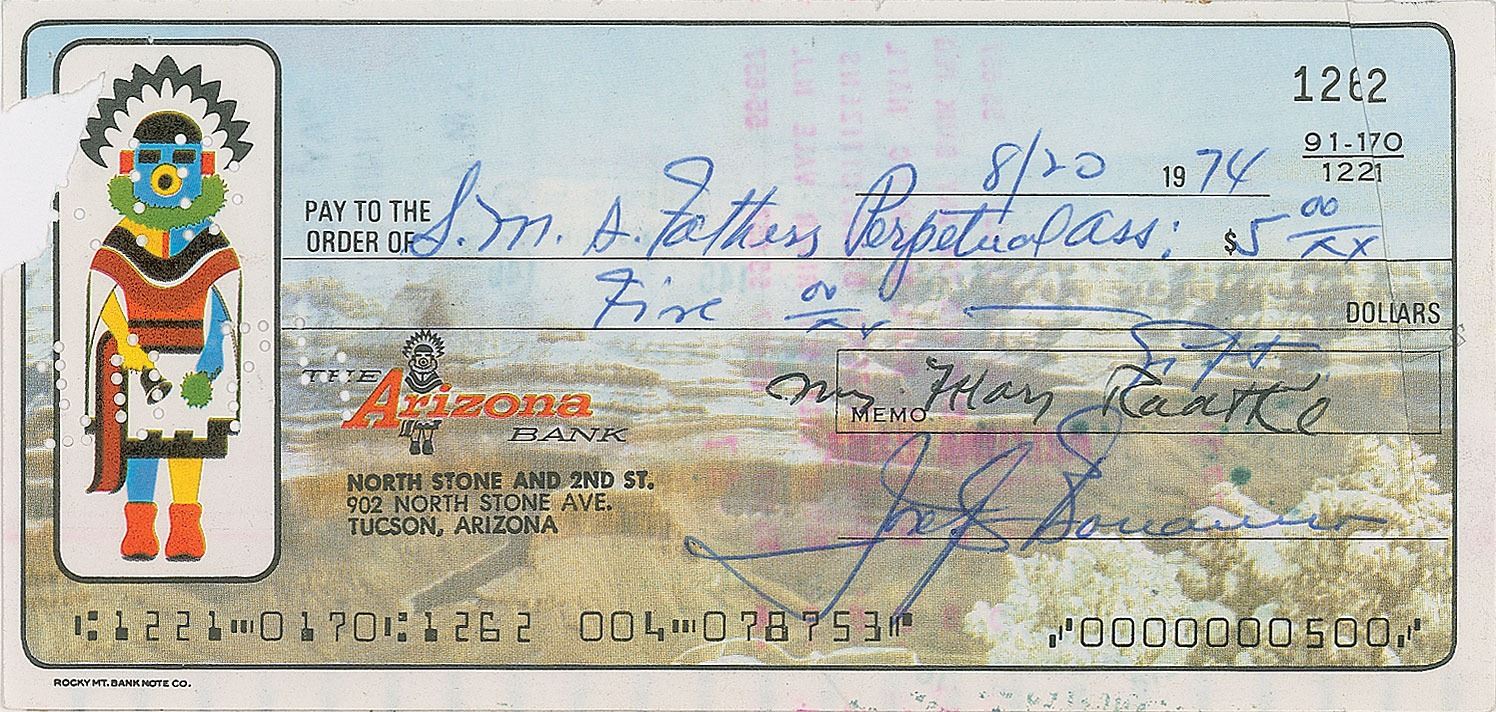 1262
91-170
1221
8/20 1974
PAY TO THE
ORDER OF S.M.A. Fathers Perpetual Ass; $5 00/xx
Five 00/xx DOLLARS
THE Arizona BANK
Gift
MEMO Mary
NORTH STONE AND 2ND ST.
902 NORTH STONE AVE.
TUCSON, ARIZONA
⑆1221⑉0170⑆1262 004⑉078753⑈ ⑇0000000500⑇
ROCKY MT. BANK NOTE CO.